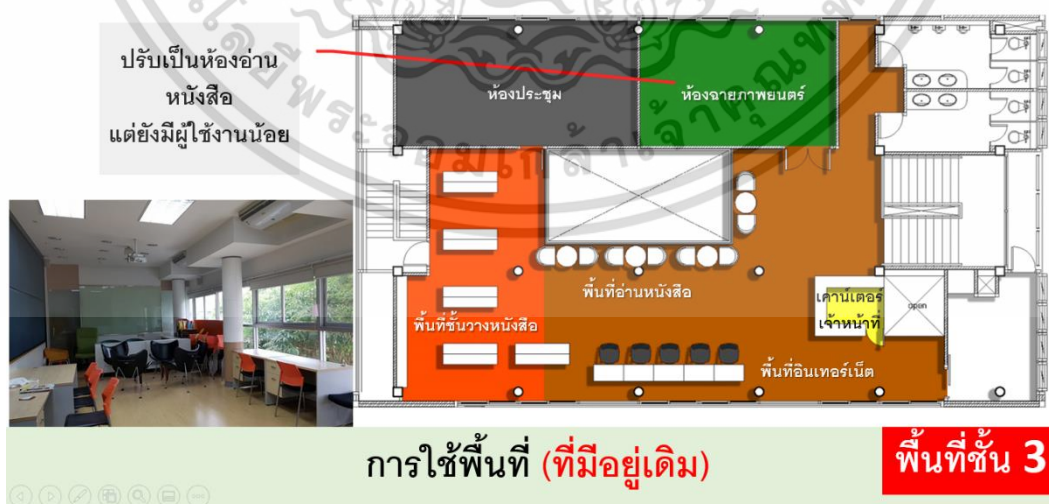 ปรับเป็นห้องอ่าน
หนังสือ
แต่ยังมีผู้ใช้งานน้อย
ห้องประชุม
ห้องฉายภาพยนตร์
พื้นที่อ่านหนังสือ
พื้นที่ชั้นวางหนังสือ
เคาน์เตอร์
เจ้าหน้าที่
open
พื้นที่อินเทอร์เน็ต
การใช้พื้นที่ (ที่มีอยู่เดิม)
พื้นที่ชั้น 3